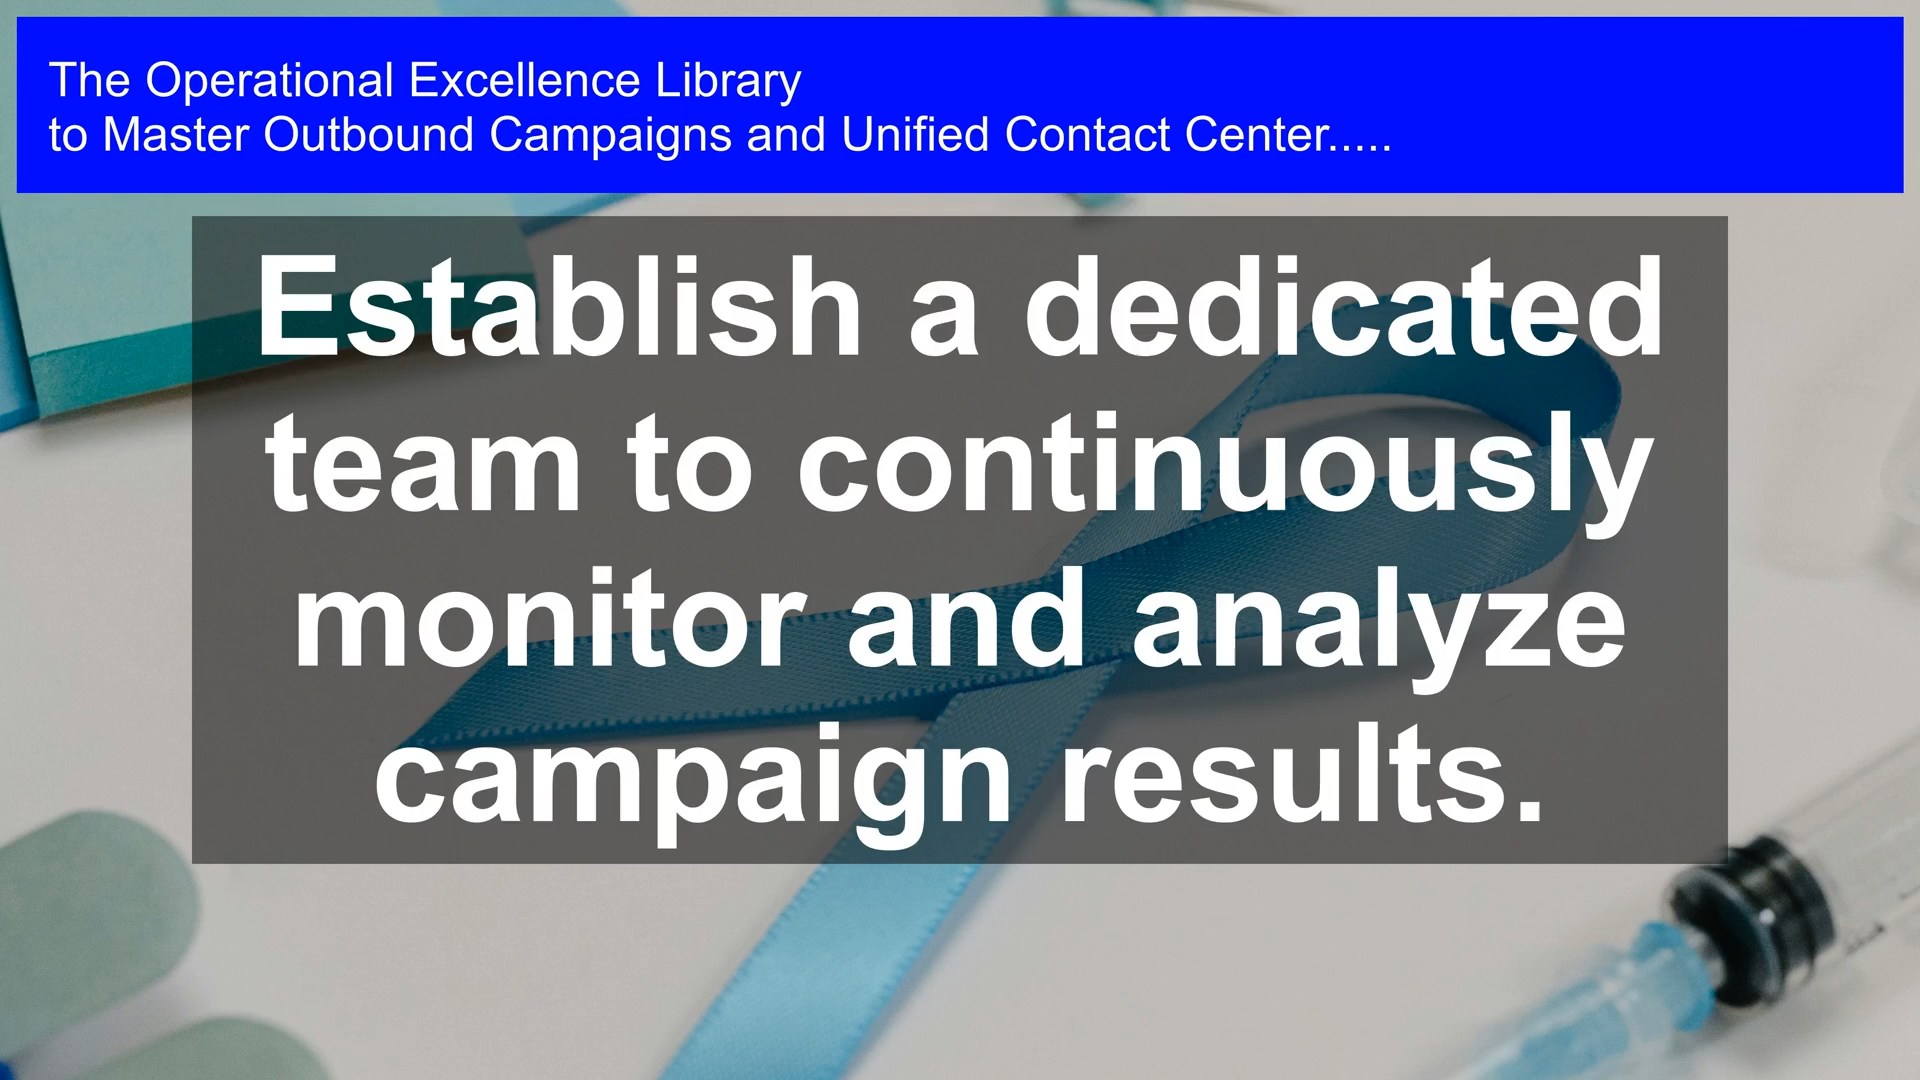 The Operational Excellence Library
to Master Outbound Campaigns and Unified Contact Center.....
Establish a dedicated
team to continuously
monitor and analyze
campaign results.